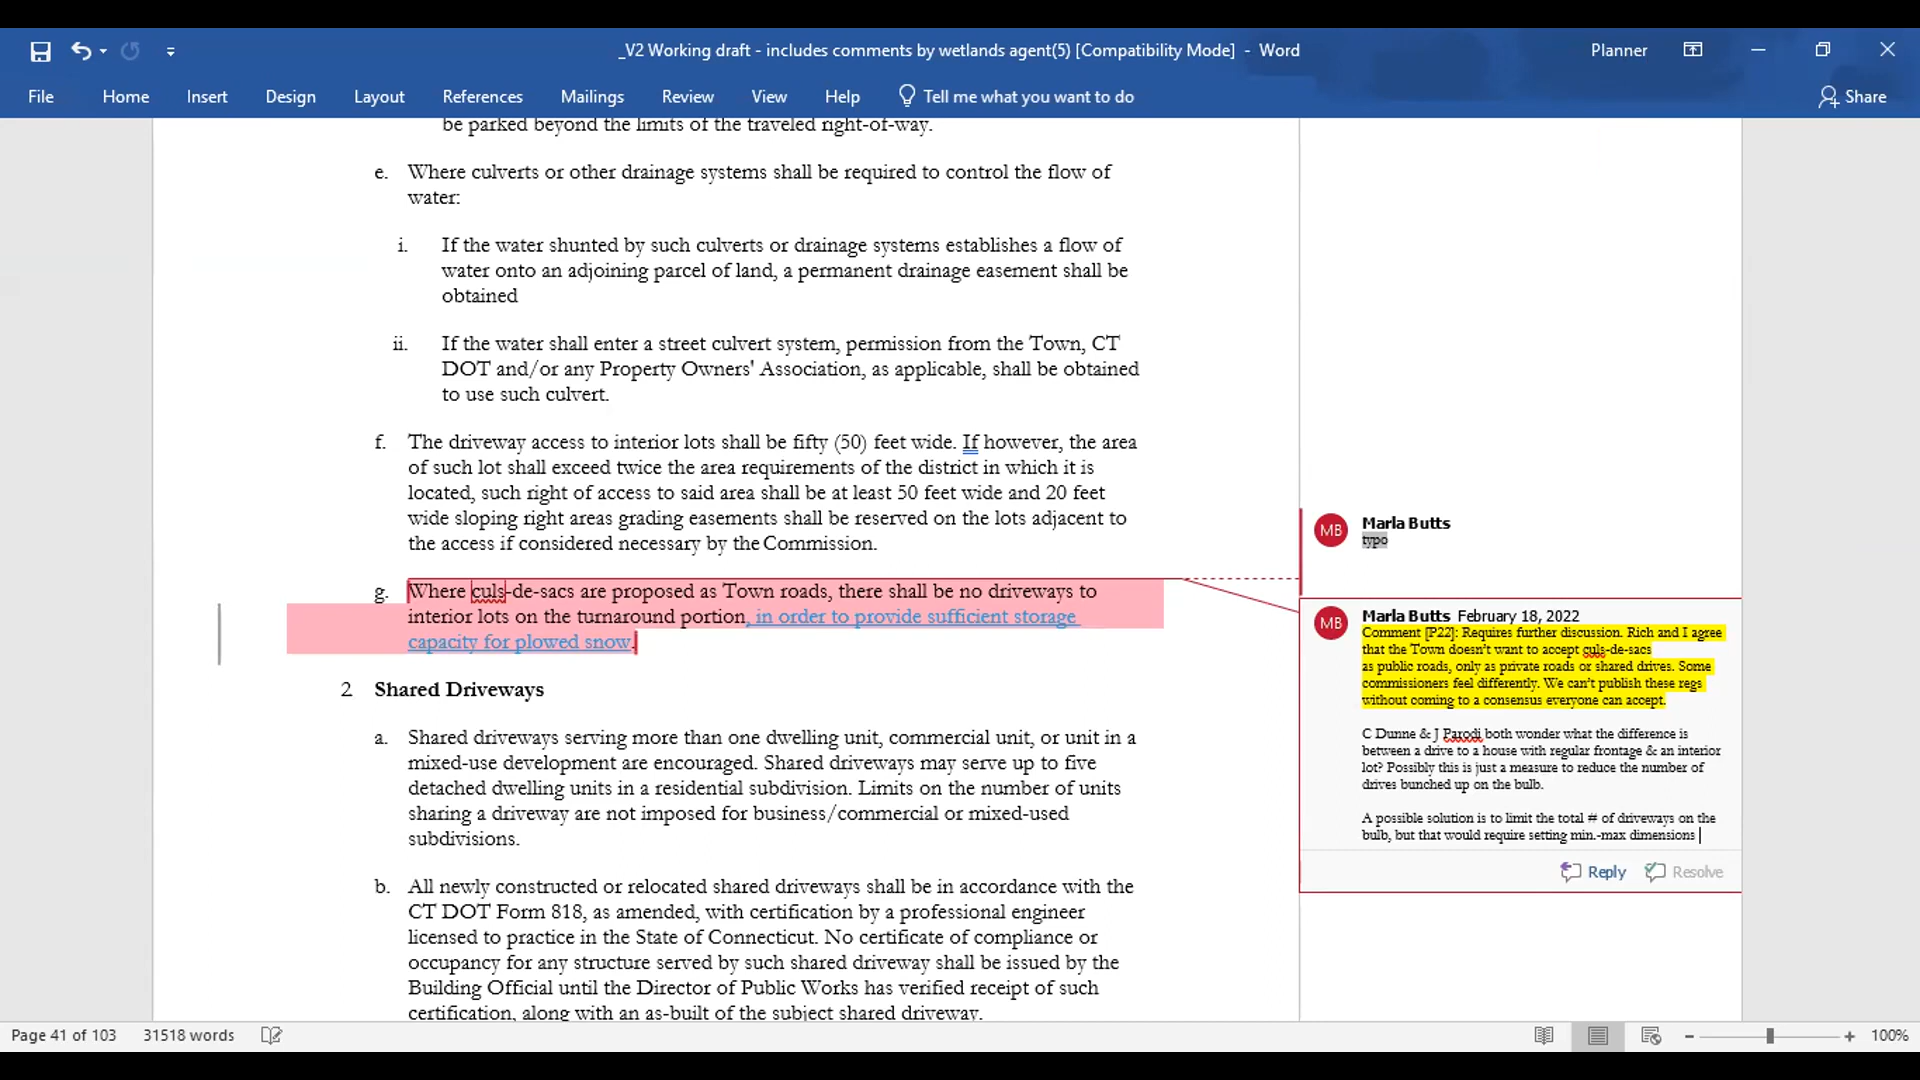 _V2 Working draft - includes comments by wetlands agent(5) [Compatibility Mode] - Word
Planner
File Home Insert Design Layout References Mailings Review View Help Tell me what you want to do Share
be parked beyond the limits of the traveled right-of-way.
e. Where culverts or other drainage systems shall be required to control the flow of
water:
i. If the water shunted by such culverts or drainage systems establishes a flow of
water onto an adjoining parcel of land, a permanent drainage easement shall be
obtained
ii. If the water shall enter a street culvert system, permission from the Town, CT
DOT and/or any Property Owners' Association, as applicable, shall be obtained
to use such culvert.
f. The driveway access to interior lots shall be fifty (50) feet wide. If however, the area
of such lot shall exceed twice the area requirements of the district in which it is
located, such right of access to said area shall be at least 50 feet wide and 20 feet
wide sloping right areas grading easements shall be reserved on the lots adjacent to
the access if considered necessary by the Commission.
g. Where culs-de-sacs are proposed as Town roads, there shall be no driveways to
interior lots on the turnaround portion, in order to provide sufficient storage
capacity for plowed snow.
2 Shared Driveways
a. Shared driveways serving more than one dwelling unit, commercial unit, or unit in a
mixed-use development are encouraged. Shared driveways may serve up to five
detached dwelling units in a residential subdivision. Limits on the number of units
sharing a driveway are not imposed for business/commercial or mixed-used
subdivisions.
b. All newly constructed or relocated shared driveways shall be in accordance with the
CT DOT Form 818, as amended, with certification by a professional engineer
licensed to practice in the State of Connecticut. No certificate of compliance or
occupancy for any structure served by such shared driveway shall be issued by the
Building Official until the Director of Public Works has verified receipt of such
certification, along with an as-built of the subject shared driveway.
MB Marla Butts
typo
MB Marla Butts February 18, 2022
Comment [P22]: Requires further discussion. Rich and I agree
that the Town doesn't want to accept culs-de-sacs
as public roads, only as private roads or shared drives. Some
commissioners feel differently. We can't publish these regs
without coming to a consensus everyone can accept.
C Dunne & J Parodi both wonder what the difference is
between a drive to a house with regular frontage & an interior
lot? Possibly this is just a measure to reduce the number of
drives bunched up on the bulb.
A possible solution is to limit the total # of driveways on the
bulb, but that would require setting min.-max dimensions
Reply Resolve
Page 41 of 103 31518 words 100%